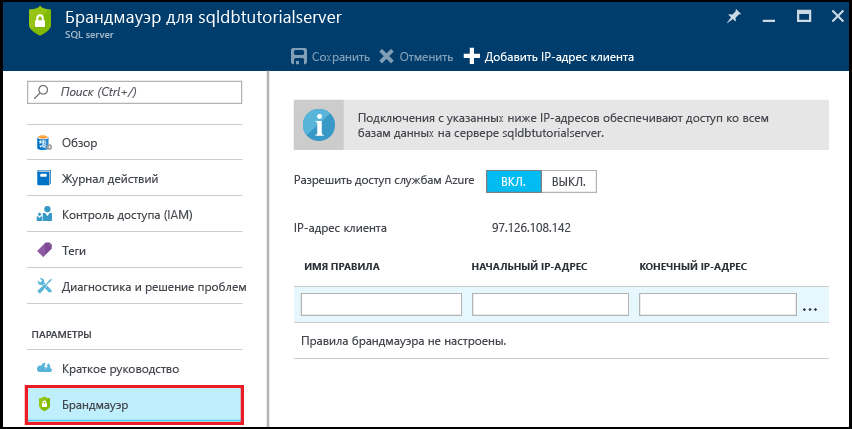 Брандмауэр для sqldbtutorialserver
SQL server
Сохранить Отменить Добавить IP-адрес клиента
Поиск (Ctrl+/)
Обзор
Журнал действий
Контроль доступа (IAM)
Теги
Диагностика и решение проблем
ПАРАМЕТРЫ
Краткое руководство
Брандмауэр
Подключения с указанных ниже IP-адресов обеспечивают доступ ко всем
базам данных на сервере sqldbtutorialserver.
Разрешить доступ службам Azure ВКЛ. ВЫКЛ.
IP-адрес клиента 97.126.108.142
ИМЯ ПРАВИЛА НАЧАЛЬНЫЙ IP-АДРЕС КОНЕЧНЫЙ IP-АДРЕС
...
Правила брандмауэра не настроены.